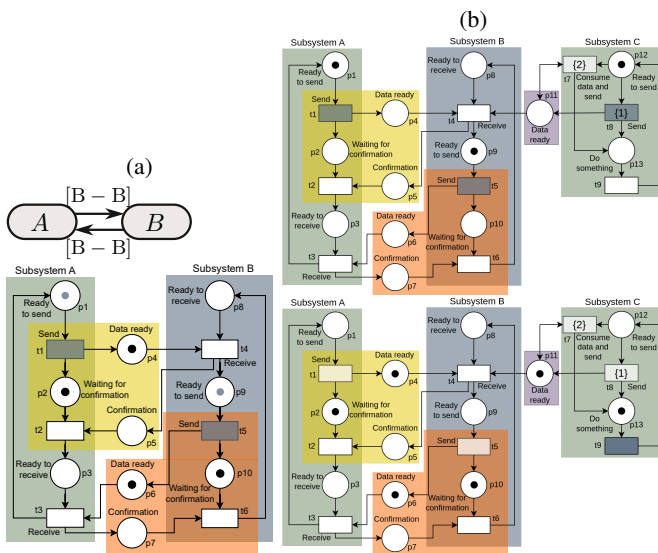 (a)
[B − B]
A
B
[B − B]
Subsystem A
Subsystem B
Ready
to send
p1
Ready to
receive
p8
Send
t1
Data ready
p4
t4
Receive
p2
Waiting for
confirmation
Ready
to send
p9
t2
Confirmation
p5
Send
t5
Ready to
receive
p3
Data ready
p6
p10
Waiting for
confirmation
t3
Receive
Confirmation
p7
t6
(b)
Subsystem A
Subsystem B
Subsystem C
Ready
to send
p1
Ready to
receive
p8
{2}
t7
Consume
data and
send
p12
Ready to
send
p11
Data
ready
{1}
t8
Send
Send
t1
Data ready
p4
t4
Receive
p2
Waiting for
confirmation
Ready
to send
p9
Do
something
p13
t2
Confirmation
p5
Send
t5
t9
Ready to
receive
p3
Data ready
p6
p10
Waiting for
confirmation
t3
Receive
Confirmation
p7
t6
Subsystem A
Subsystem B
Subsystem C
Ready
to send
p1
Ready to
receive
p8
{2}
t7
Consume
data and
send
p12
Ready to
send
p11
Data
ready
{1}
t8
Send
Send
t1
Data ready
p4
t4
Receive
p2
Waiting for
confirmation
Ready
to send
p9
Do
something
p13
t2
Confirmation
p5
Send
t5
t9
Ready to
receive
p3
Data ready
p6
p10
Waiting for
confirmation
t3
Receive
Confirmation
p7
t6